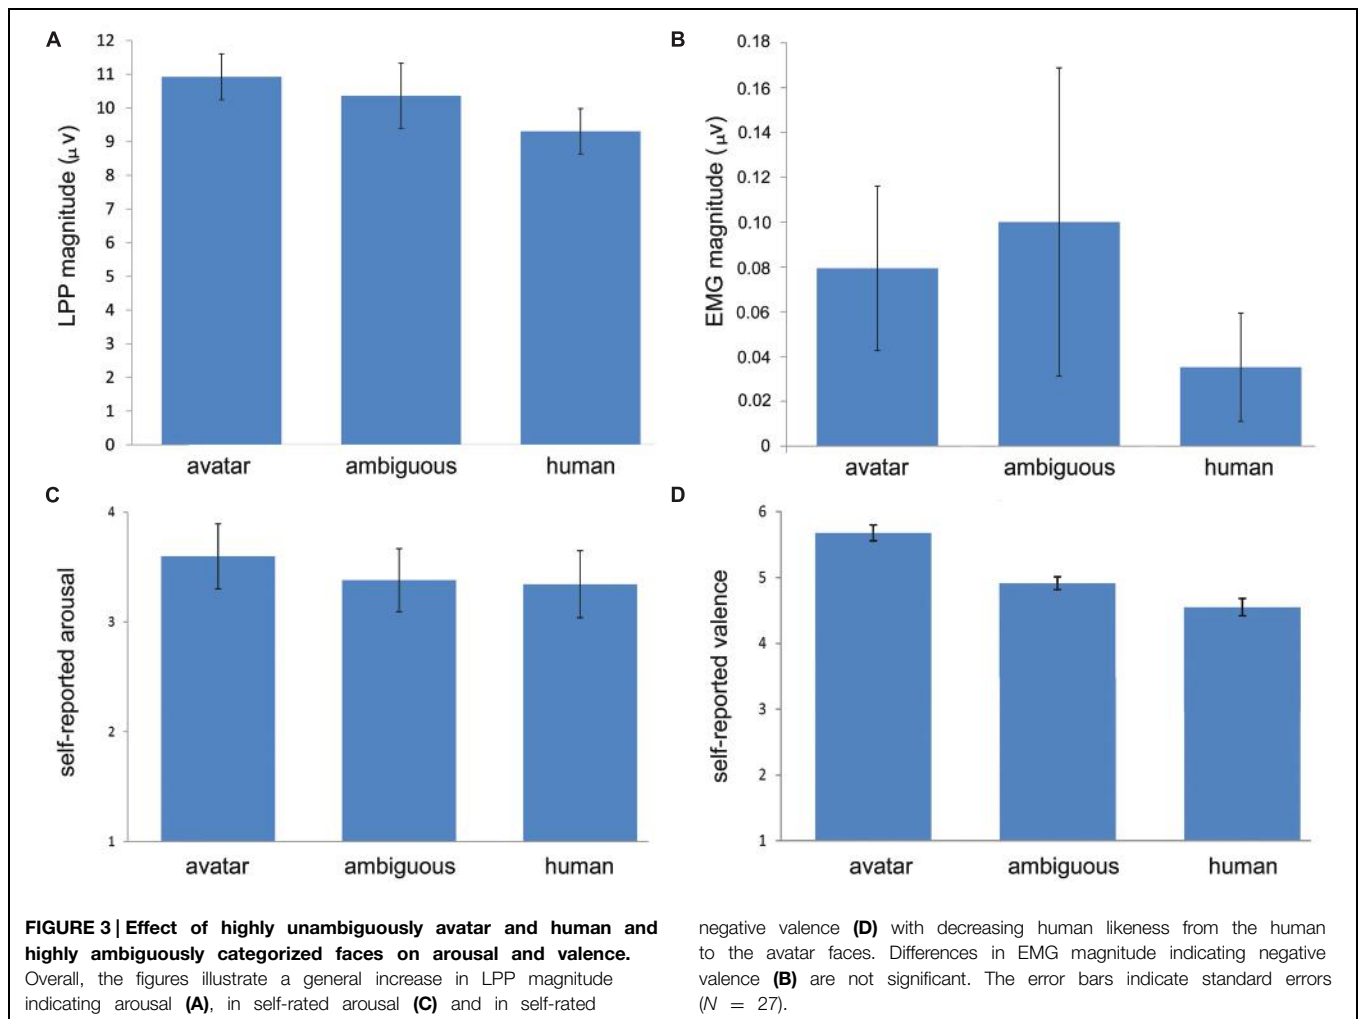 A
12
11
10
9
8
7
6
5
4
3
2
1
0
LPP magnitude (μ v)
avatar ambiguous human
B
0.18
0.16
0.14
0.12
0.10
0.08
0.06
0.04
0.02
0
EMG magnitude (μv)
avatar ambiguous human
C
4
3
2
1
self-reported arousal
avatar ambiguous human
D
6
5
4
3
2
1
self-reported valence
avatar ambiguous human
FIGURE 3 | Effect of highly unambiguously avatar and human and
highly ambiguously categorized faces on arousal and valence.
Overall, the figures illustrate a general increase in LPP magnitude
indicating arousal (A), in self-rated arousal (C) and in self-rated
negative valence (D) with decreasing human likeness from the human
to the avatar faces. Differences in EMG magnitude indicating negative
valence (B) are not significant. The error bars indicate standard errors
(N = 27).